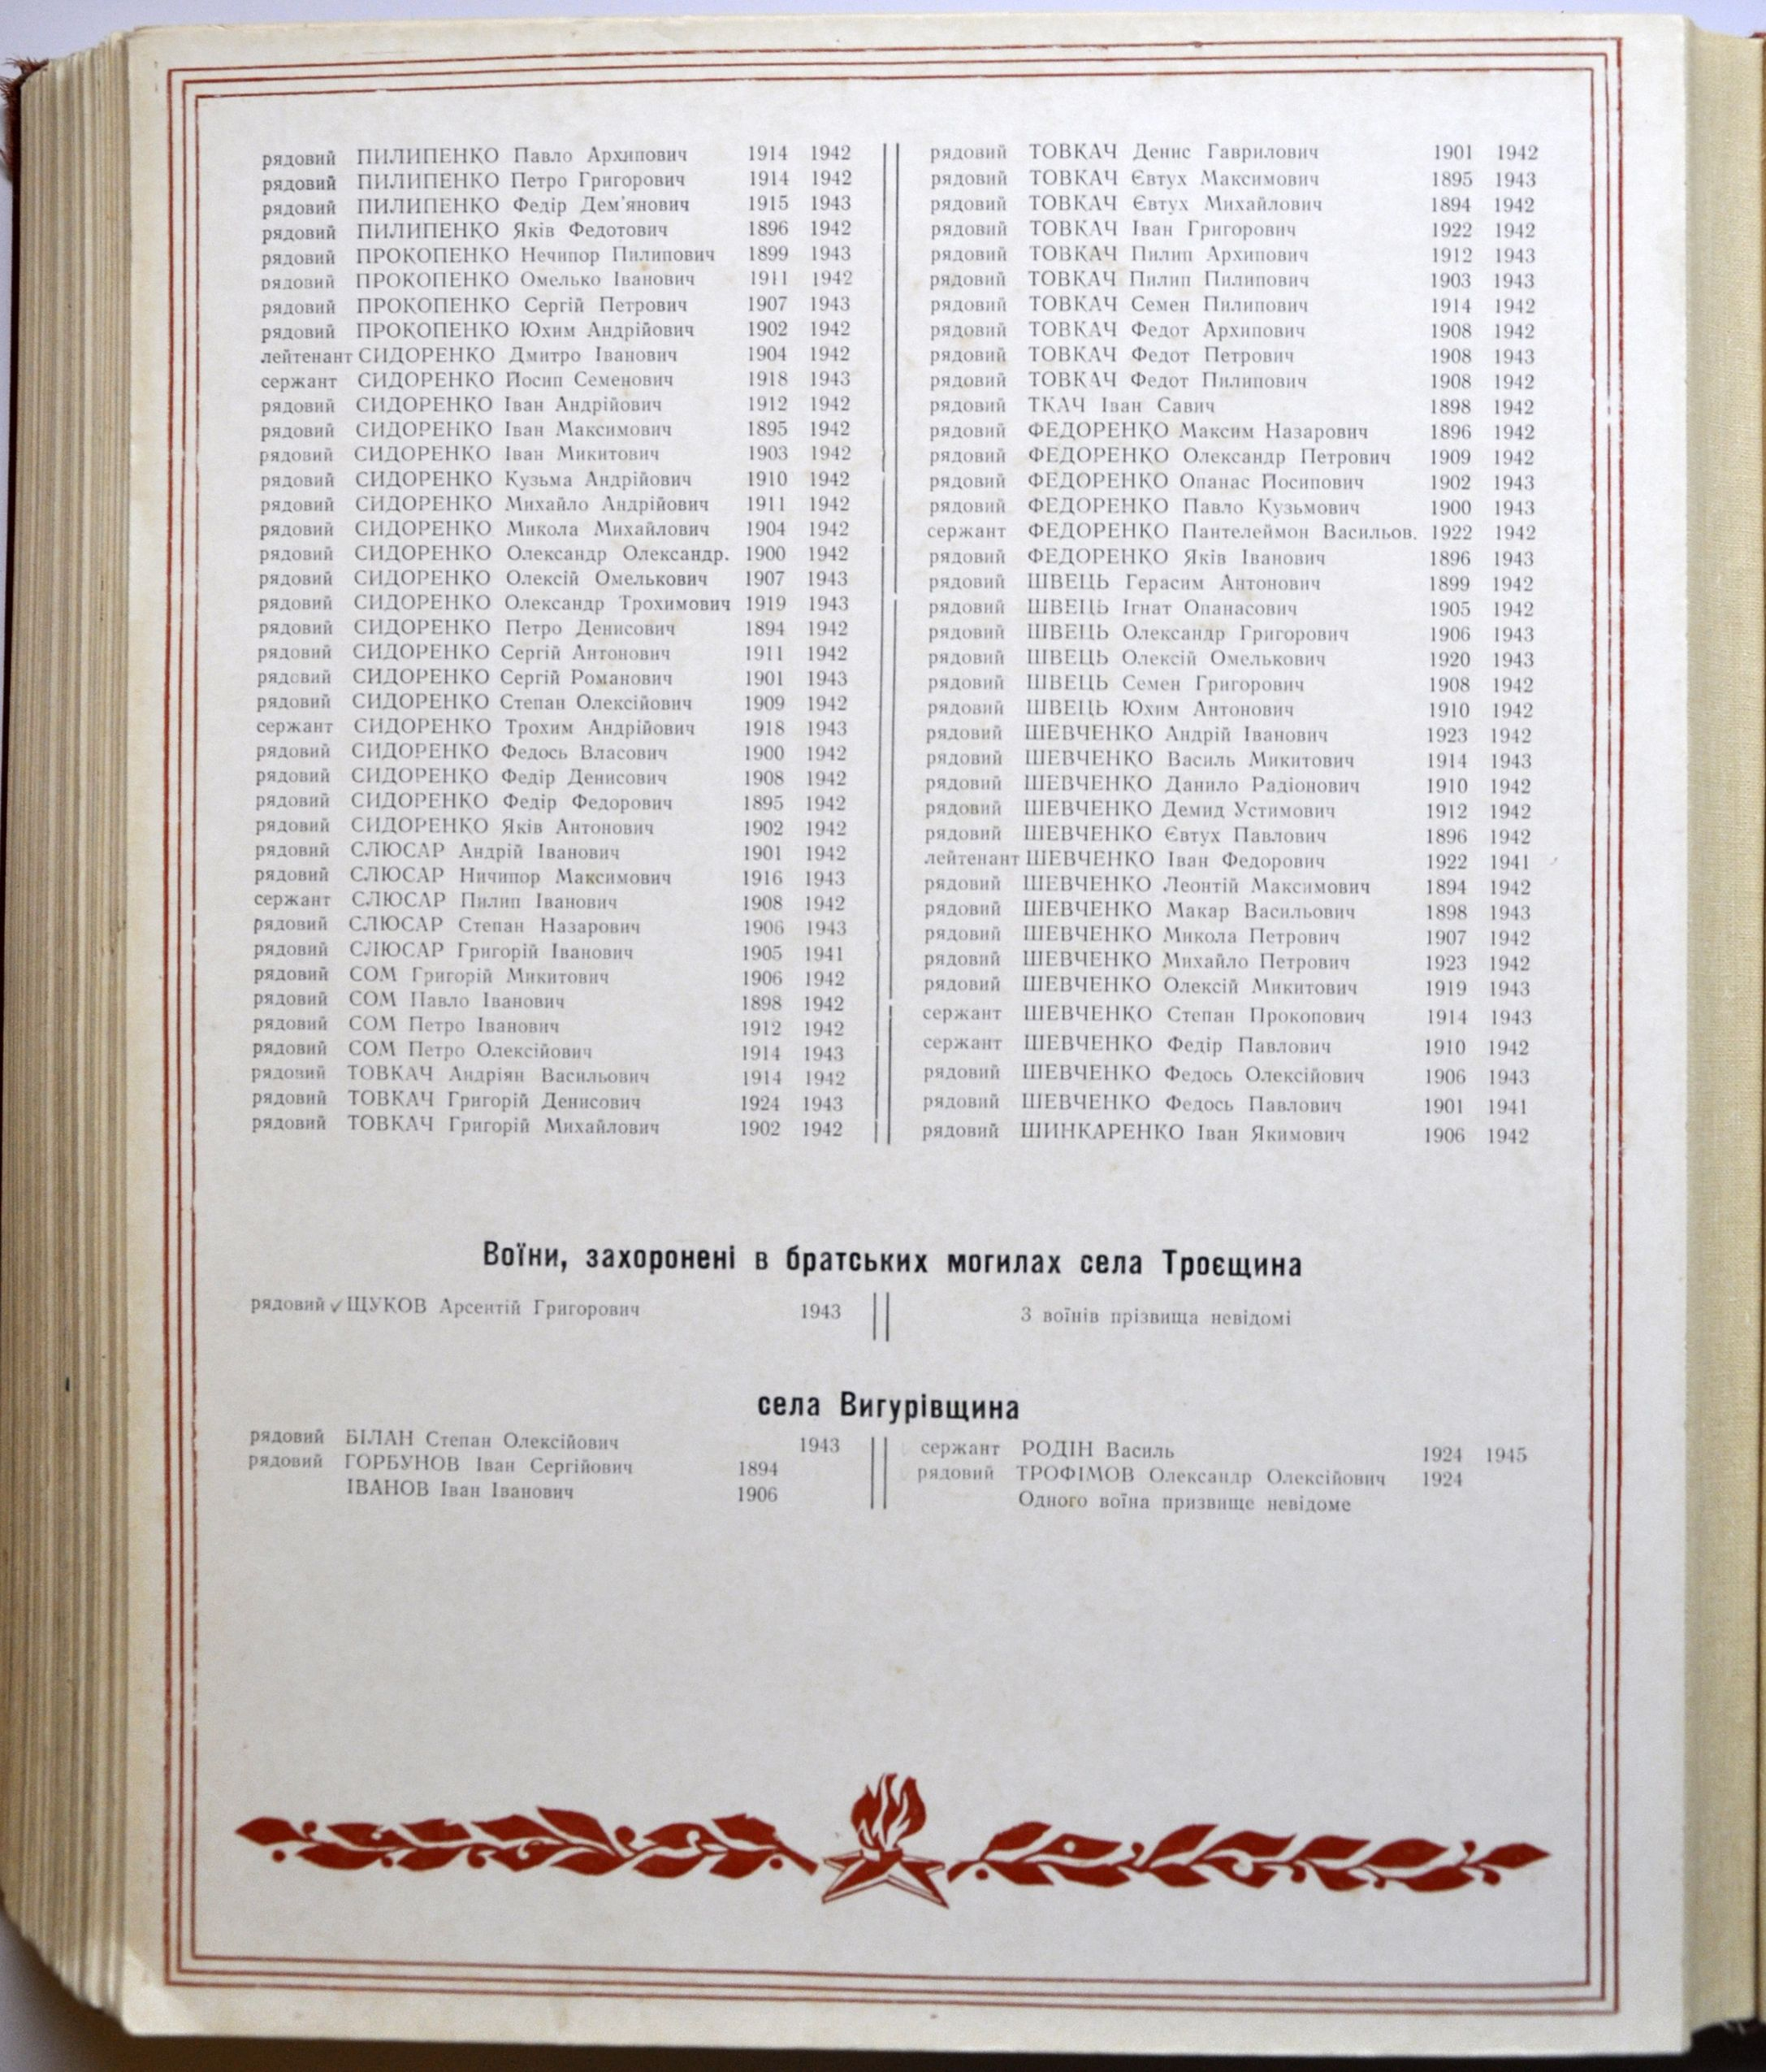 рядовий ПИЛИПЕНКО Павло Архипович 1914 1942
рядовий ПИЛИПЕНКО Петро Григорович 1914 1942
рядовий ПИЛИПЕНКО Федір Дем'янович 1915 1943
рядовий ПИЛИПЕНКО Яків Федотович 1896 1942
рядовий ПРОКОПЕНКО Нечипор Пилипович 1899 1943
рядовий ПРОКОПЕНКО Омелько Іванович 1911 1942
рядовий ПРОКОПЕНКО Сергій Петрович 1907 1943
рядовий ПРОКОПЕНКО Юхим Андрійович 1902 1942
лейтенант СИДОРЕНКО Дмитро Іванович 1904 1942
сержант СИДОРЕНКО Йосип Семенович 1918 1943
рядовий СИДОРЕНКО Іван Андрійович 1912 1942
рядовий СИДОРЕНКО Іван Максимович 1895 1942
рядовий СИДОРЕНКО Іван Микитович 1903 1942
рядовий СИДОРЕНКО Кузьма Андрійович 1910 1942
рядовий СИДОРЕНКО Михайло Андрійович 1911 1942
рядовий СИДОРЕНКО Микола Михайлович 1904 1942
рядовий СИДОРЕНКО Олександр Олександр. 1900 1942
рядовий СИДОРЕНКО Олексій Омелькович 1907 1943
рядовий СИДОРЕНКО Олександр Трохимович 1919 1943
рядовий СИДОРЕНКО Петро Денисович 1894 1942
рядовий СИДОРЕНКО Сергій Антонович 1911 1942
рядовий СИДОРЕНКО Сергій Романович 1901 1943
рядовий СИДОРЕНКО Степан Олексійович 1909 1942
сержант СИДОРЕНКО Трохим Андрійович 1918 1943
рядовий СИДОРЕНКО Федось Власович 1900 1942
рядовий СИДОРЕНКО Федір Денисович 1908 1942
рядовий СИДОРЕНКО Федір Федорович 1895 1942
рядовий СИДОРЕНКО Яків Антонович 1902 1942
рядовий СЛЮСАР Андрій Іванович 1901 1942
рядовий СЛЮСАР Ничипор Максимович 1916 1943
сержант СЛЮСАР Пилип Іванович 1908 1942
рядовий СЛЮСАР Степан Назарович 1906 1943
рядовий СЛЮСАР Григорій Іванович 1905 1941
рядовий СОМ Григорій Микитович 1906 1942
рядовий СОМ Павло Іванович 1898 1942
рядовий СОМ Петро Іванович 1912 1942
рядовий СОМ Петро Олексійович 1914 1943
рядовий ТОВКАЧ Андріян Васильович 1914 1942
рядовий ТОВКАЧ Григорій Денисович 1924 1943
рядовий ТОВКАЧ Григорій Михайлович 1902 1942
рядовий ТОВКАЧ Денис Гаврилович 1901 1942
рядовий ТОВКАЧ Євтух Максимович 1895 1943
рядовий ТОВКАЧ Євтух Михайлович 1894 1942
рядовий ТОВКАЧ Іван Григорович 1922 1942
рядовий ТОВКАЧ Пилип Архипович 1912 1943
рядовий ТОВКАЧ Пилип Пилипович 1903 1943
рядовий ТОВКАЧ Семен Пилипович 1914 1942
рядовий ТОВКАЧ Федот Архипович 1908 1942
рядовий ТОВКАЧ Федот Петрович 1908 1943
рядовий ТОВКАЧ Федот Пилипович 1908 1942
рядовий ТКАЧ Іван Савич 1898 1942
рядовий ФЕДОРЕНКО Максим Назарович 1896 1942
рядовий ФЕДОРЕНКО Олександр Петрович 1909 1942
рядовий ФЕДОРЕНКО Опанас Йосипович 1902 1943
рядовий ФЕДОРЕНКО Павло Кузьмович 1900 1943
сержант ФЕДОРЕНКО Пантелеймон Васильов. 1922 1942
рядовий ФЕДОРЕНКО Яків Іванович 1896 1943
рядовий ШВЕЦЬ Герасим Антонович 1899 1942
рядовий ШВЕЦЬ Ігнат Опанасович 1905 1942
рядовий ШВЕЦЬ Олександр Григорович 1906 1943
рядовий ШВЕЦЬ Олексій Омелькович 1920 1943
рядовий ШВЕЦЬ Семен Григорович 1908 1942
рядовий ШВЕЦЬ Юхим Антонович 1910 1942
рядовий ШЕВЧЕНКО Андрій Іванович 1923 1942
рядовий ШЕВЧЕНКО Василь Микитович 1914 1943
рядовий ШЕВЧЕНКО Данило Радіонович 1910 1942
рядовий ШЕВЧЕНКО Демид Устимович 1912 1942
рядовий ШЕВЧЕНКО Євтух Павлович 1896 1942
лейтенант ШЕВЧЕНКО Іван Федорович 1922 1941
рядовий ШЕВЧЕНКО Леонтій Максимович 1894 1942
рядовий ШЕВЧЕНКО Макар Васильович 1898 1943
рядовий ШЕВЧЕНКО Микола Петрович 1907 1942
рядовий ШЕВЧЕНКО Михайло Петрович 1923 1942
рядовий ШЕВЧЕНКО Олексій Микитович 1919 1943
сержант ШЕВЧЕНКО Степан Прокопович 1914 1943
сержант ШЕВЧЕНКО Федір Павлович 1910 1942
рядовий ШЕВЧЕНКО Федось Олексійович 1906 1943
рядовий ШЕВЧЕНКО Федось Павлович 1901 1941
рядовий ШИНКАРЕНКО Іван Якимович 1906 1942
Воїни, захоронені в братських могилах села Троєщина
рядовий ✓ ЩУКОВ Арсентій Григорович 1943
3 воїнів прізвища невідомі
села Вигурівщина
рядовий БІЛАН Степан Олексійович 1943
рядовий ГОРБУНОВ Іван Сергійович 1894
ІВАНОВ Іван Іванович 1906
сержант РОДІН Василь 1924 1945
рядовий ТРОФІМОВ Олександр Олексійович 1924
Одного воїна призвище невідоме